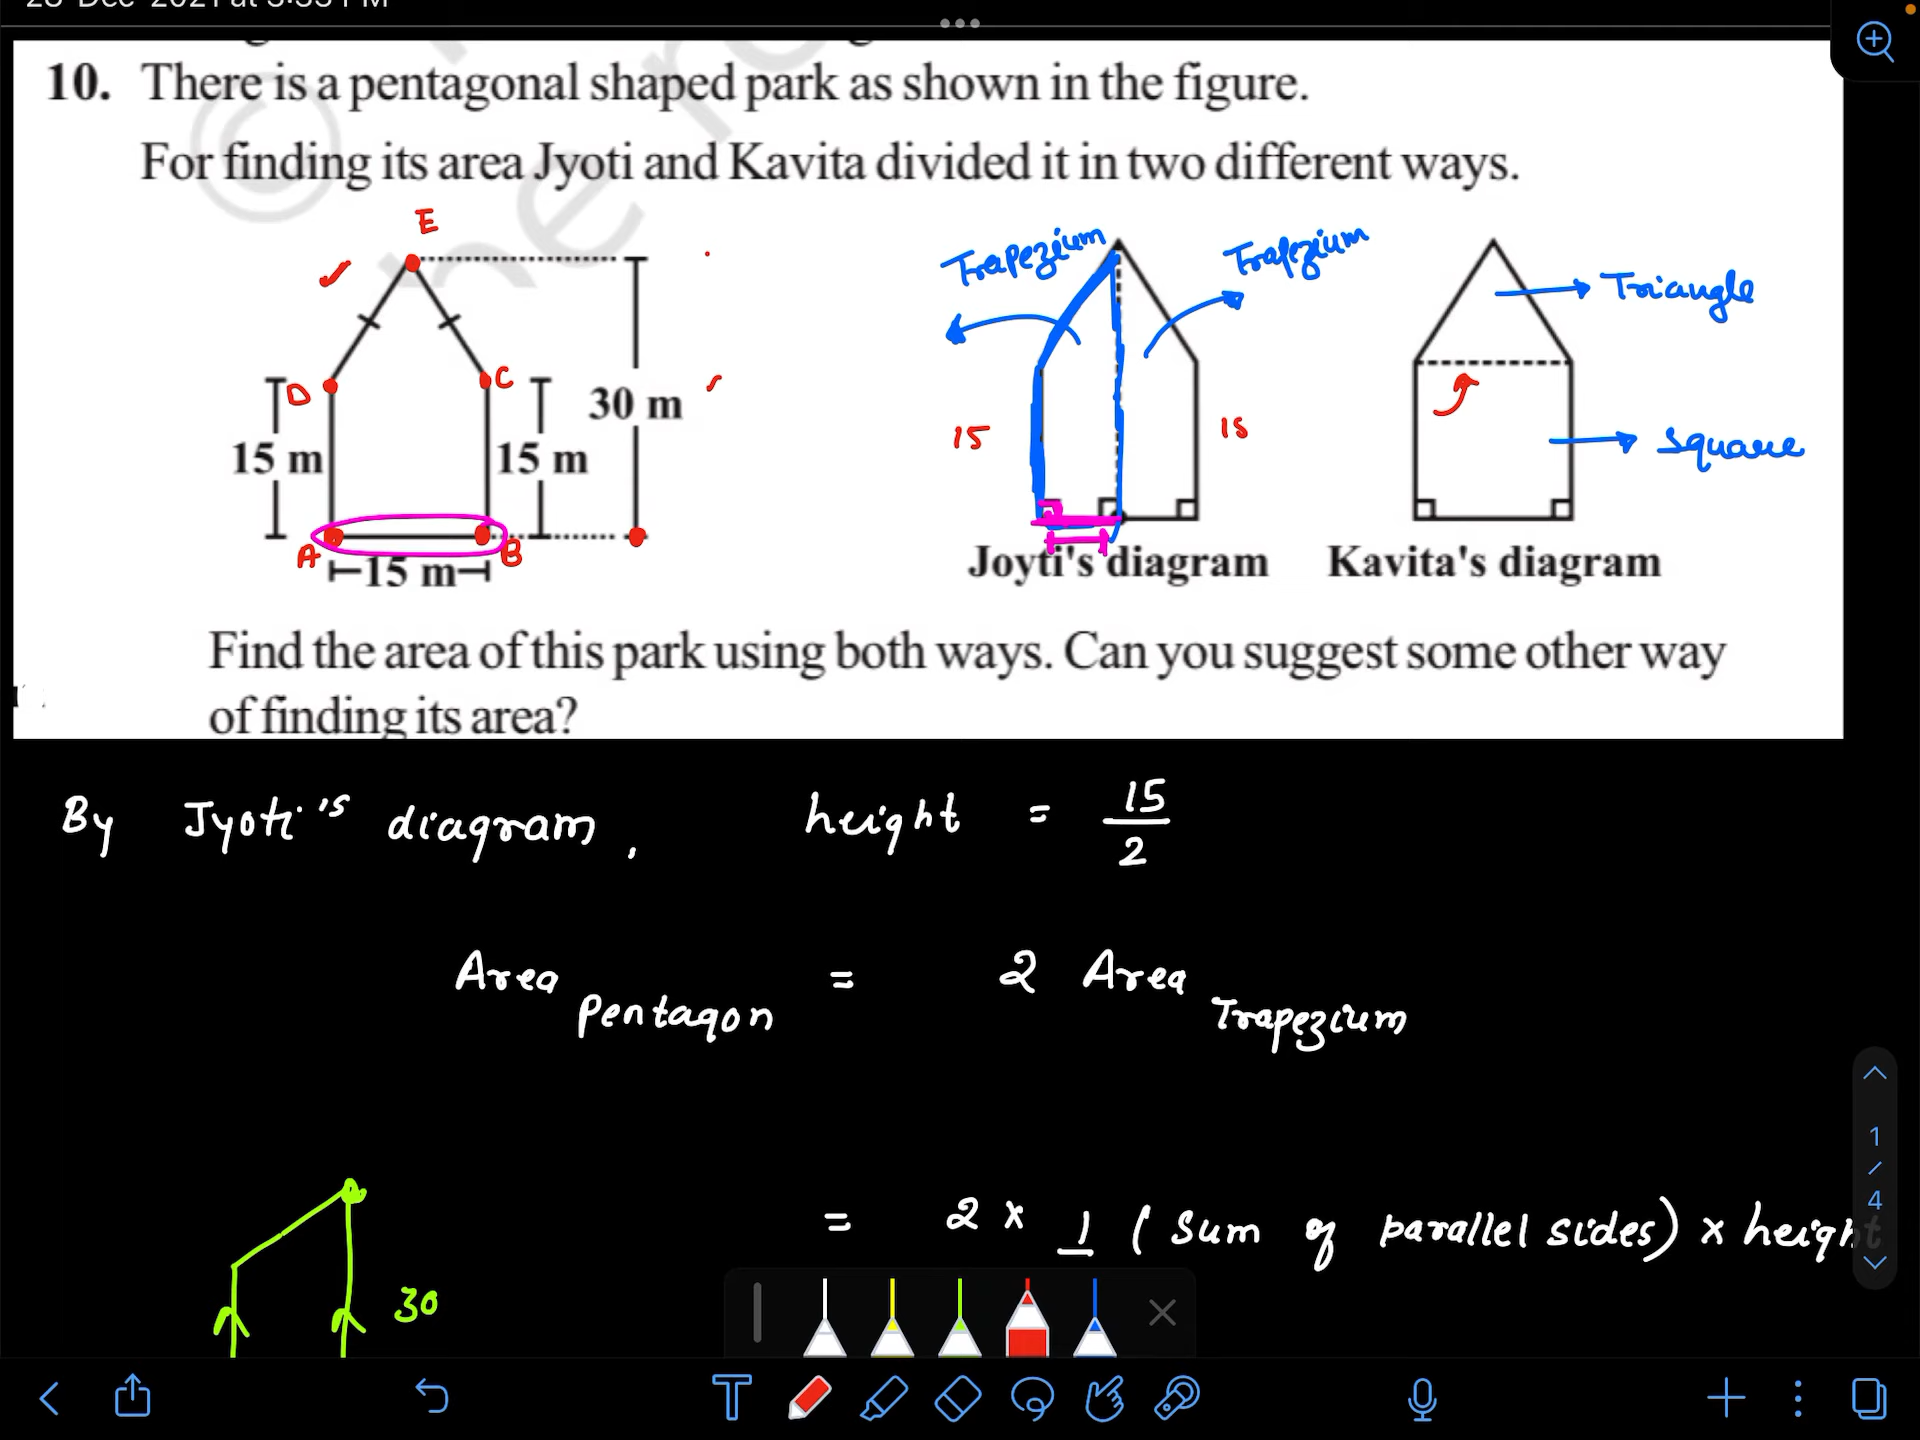 10. There is a pentagonal shaped park as shown in the figure.
For finding its area Jyoti and Kavita divided it in two different ways.
E
Trapezium
Trapezium
Triangle
D
C
30 m
15
15
15 m
15 m
square
A
B
15 m
Joyti's diagram
Kavita's diagram
Find the area of this park using both ways. Can you suggest some other way
of finding its area?
By Jyoti's diagram, height = 15/2
Area Pentagon = 2 Area Trapezium
1
/
4
= 2 × 1 ( Sum of parallel sides) × height
30